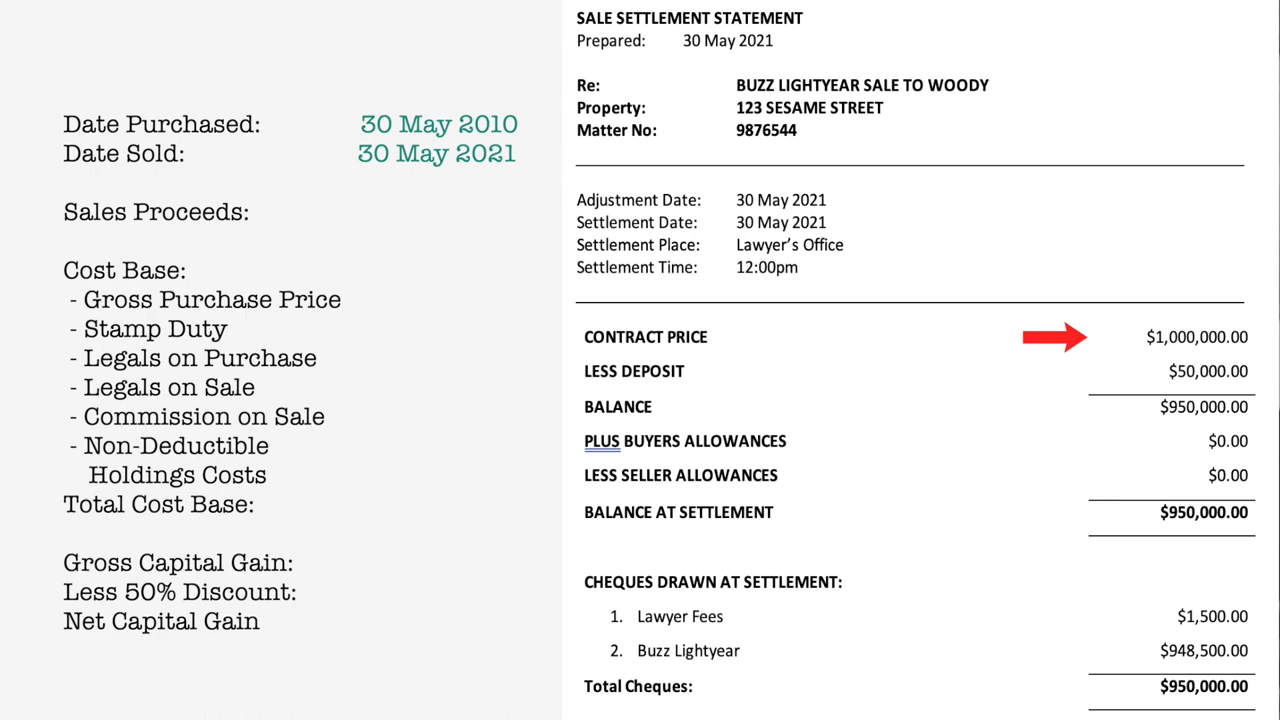 Date Purchased: 30 May 2010
Date Sold: 30 May 2021
Sales Proceeds:
Cost Base:
- Gross Purchase Price
- Stamp Duty
- Legals on Purchase
- Legals on Sale
- Commission on Sale
- Non-Deductible
Holdings Costs
Total Cost Base:
Gross Capital Gain:
Less 50% Discount:
Net Capital Gain
SALE SETTLEMENT STATEMENT
Prepared: 30 May 2021
Re: BUZZ LIGHTYEAR SALE TO WOODY
Property: 123 SESAME STREET
Matter No: 9876544
Adjustment Date: 30 May 2021
Settlement Date: 30 May 2021
Settlement Place: Lawyer’s Office
Settlement Time: 12:00pm
CONTRACT PRICE $1,000,000.00
LESS DEPOSIT $50,000.00
BALANCE $950,000.00
PLUS BUYERS ALLOWANCES $0.00
LESS SELLER ALLOWANCES $0.00
BALANCE AT SETTLEMENT $950,000.00
CHEQUES DRAWN AT SETTLEMENT:
1. Lawyer Fees $1,500.00
2. Buzz Lightyear $948,500.00
Total Cheques: $950,000.00